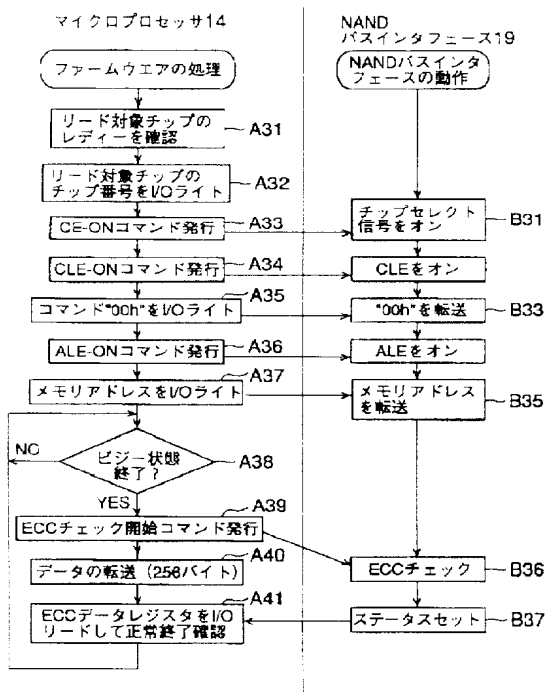 マイクロプロセッサ14
NAND
バスインタフェース19
ファームウエアの処理
NANDバスインタ
フェースの動作
リード対象チップの
レディーを確認
A31
リード対象チップの
チップ番号をI/Oライト
A32
CE-ONコマンド発行
A33
チップセレクト
信号をオン
B31
CLE-ONコマンド発行
A34
CLEをオン
コマンド"00h"をI/Oライト
A35
"00h"を転送
B33
ALE-ONコマンド発行
A36
ALEをオン
メモリアドレスをI/Oライト
A37
メモリアドレス
を転送
B35
NO
ビジー状態
終了?
A38
YES
ECCチェック開始コマンド発行
A39
データの転送(256バイト)
A40
ECCチェック
B36
ECCデータレジスタをI/O
リードして正常終了確認
A41
ステータスセット
B37